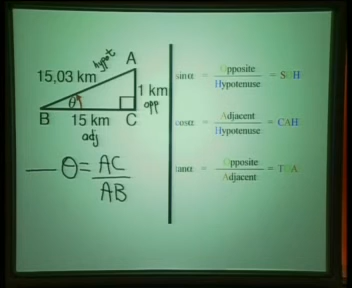 hypot
A
15,03 km
θ
1 km
opp
B
15 km
C
adj
θ = AC
AB
sinα = Opposite = SOH
Hypotenuse
cosα = Adjacent = CAH
Hypotenuse
tanα = Opposite = TOA
Adjacent